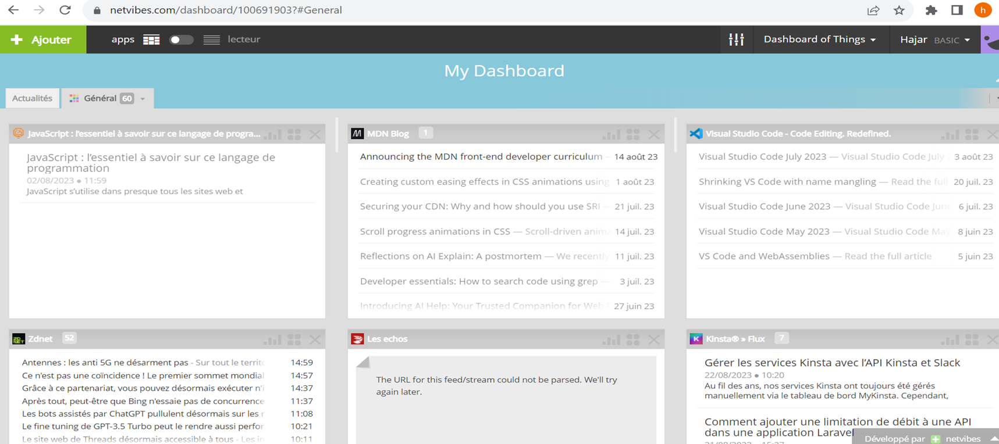 netvibes.com/dashboard/100691903?#General
h
Ajouter
apps
lecteur
Dashboard of Things
Hajar BASIC
My Dashboard
Actualités
Général 60
JavaScript : l'essentiel à savoir sur ce langage de progra...
JavaScript : l'essentiel à savoir sur ce langage de
programmation
02/08/2023 ● 11:59
JavaScript s'utilise dans presque tous les sites web et
MDN Blog 1
Announcing the MDN front-end developer curriculum — 14 août 23
Creating custom easing effects in CSS animations using 1 août 23
Securing your CDN: Why and how should you use SRI — 21 juil. 23
Scroll progress animations in CSS — Scroll-driven anima 14 juil. 23
Reflections on AI Explain: A postmortem — We recently 11 juil. 23
Developer essentials: How to search code using grep — 3 juil. 23
Introducing AI Help: Your Trusted Companion for Web 27 juin 23
Visual Studio Code - Code Editing. Redefined.
Visual Studio Code July 2023 — Visual Studio Code July 3 août 23
Shrinking VS Code with name mangling — Read the full 20 juil. 23
Visual Studio Code June 2023 — Visual Studio Code June 6 juil. 23
Visual Studio Code May 2023 — Visual Studio Code May 8 juin 23
VS Code and WebAssemblies — Read the full article 5 juin 23
Zdnet 52
Antennes : les anti 5G ne désarment pas - Sur tout le territo 14:59
Ce n'est pas une coïncidence ! Le premier sommet mondial 14:57
Grâce à ce partenariat, vous pouvez désormais exécuter n'i 14:37
Après tout, peut-être que Bing n'essaie pas de concurrence 11:37
Les bots assistés par ChatGPT pullulent désormais sur les r 11:08
Le fine tuning de GPT-3.5 Turbo peut le rendre aussi perfor 10:21
Le site web de Threads désormais accessible à tous - Les in 10:11
Les echos
The URL for this feed/stream could not be parsed. We'll try
again later.
Kinsta® » Flux 7
Gérer les services Kinsta avec l'API Kinsta et Slack
22/08/2023 ● 10:20
Au fil des ans, nos services Kinsta ont toujours été gérés
manuellement via le tableau de bord MyKinsta. Cependant,
Comment ajouter une limitation de débit à une API
dans une application Laravel
Développé par netvibes